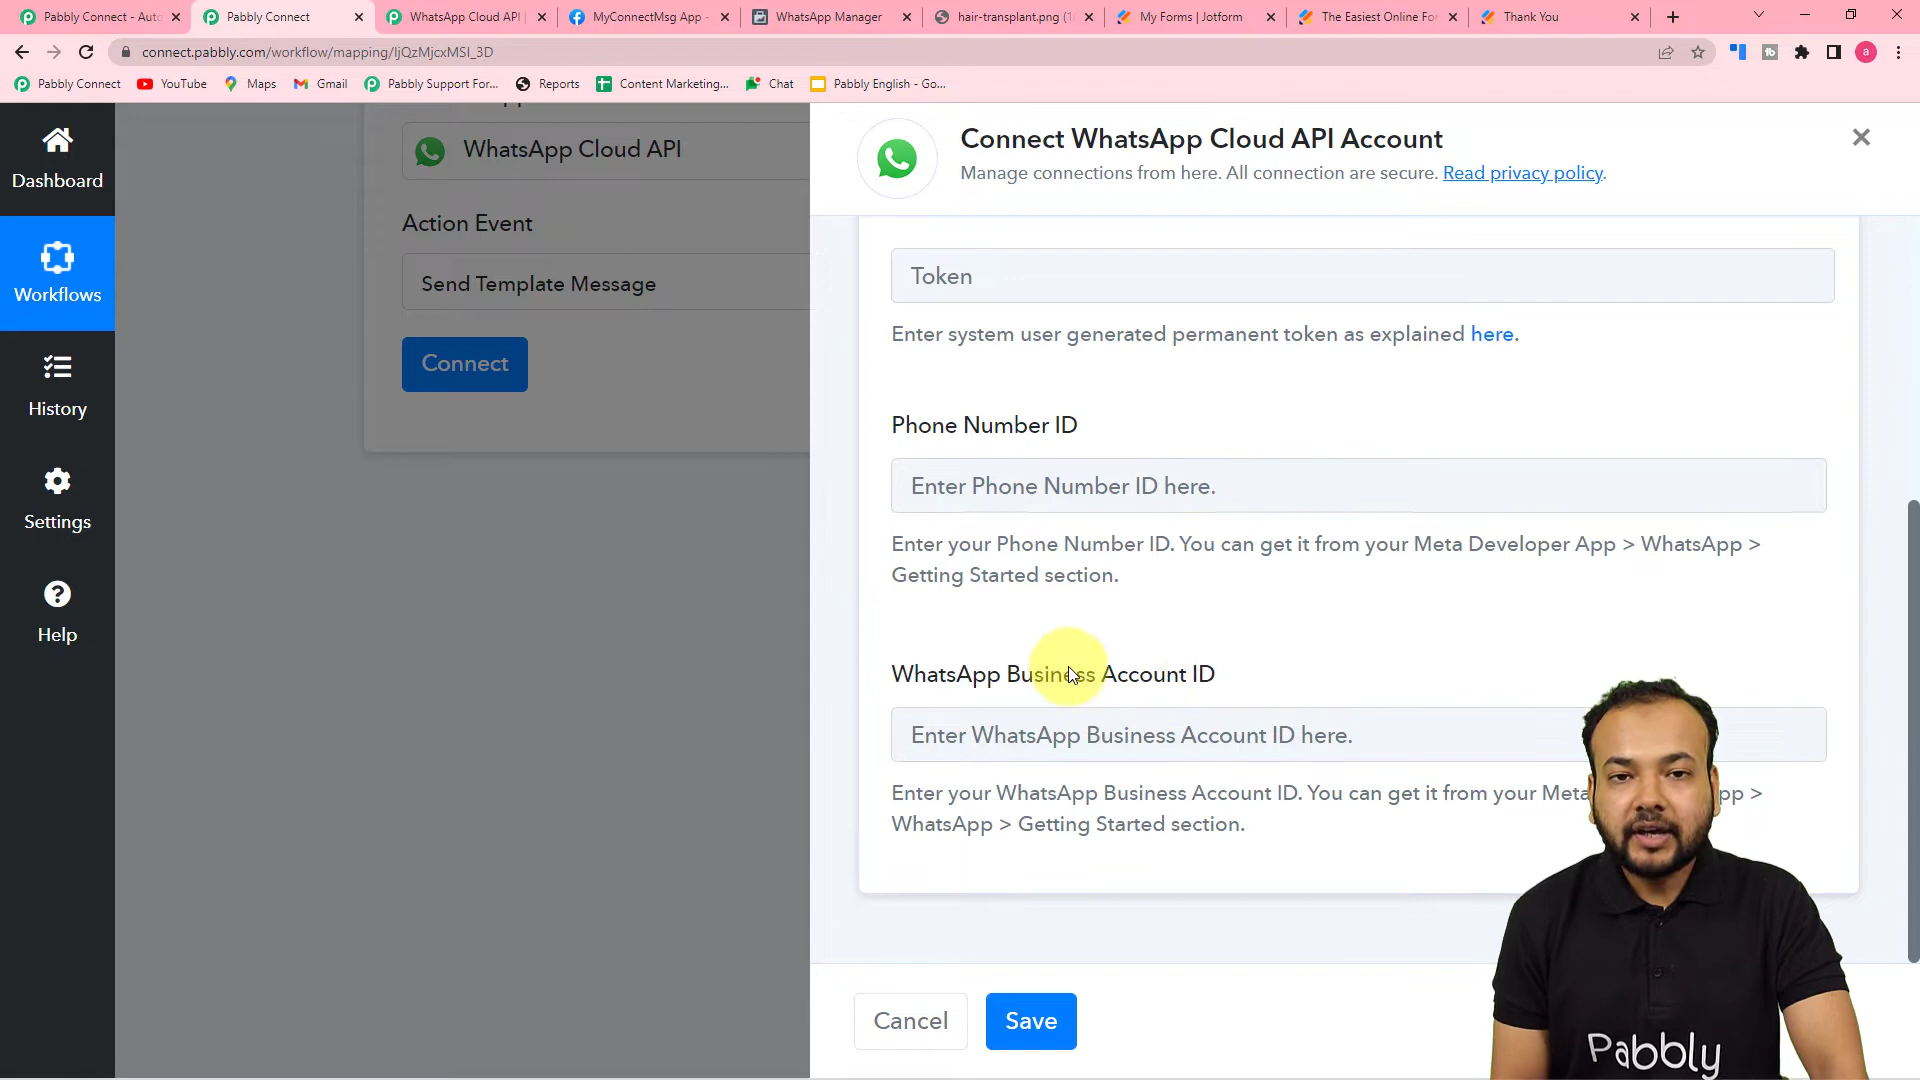 Pabbly Connect - Auto
Pabbly Connect
WhatsApp Cloud API
MyConnectMsg App -
WhatsApp Manager
hair-transplant.png (1
My Forms | Jotform
The Easiest Online For
Thank You
connect.pabbly.com/workflow/mapping/IjQzMjcxMSI_3D
a
Pabbly Connect
YouTube
Maps
Gmail
Pabbly Support For...
Reports
Content Marketing...
Chat
Pabbly English - Go...
Dashboard
Workflows
History
Settings
Help
WhatsApp Cloud API
Action Event
Send Template Message
Connect
Connect WhatsApp Cloud API Account
Manage connections from here. All connection are secure. Read privacy policy.
Token
Enter system user generated permanent token as explained here.
Phone Number ID
Enter Phone Number ID here.
Enter your Phone Number ID. You can get it from your Meta Developer App > WhatsApp >
Getting Started section.
WhatsApp Business Account ID
Enter WhatsApp Business Account ID here.
Enter your WhatsApp Business Account ID. You can get it from your Meta pp >
WhatsApp > Getting Started section.
Cancel
Save
Pabbly